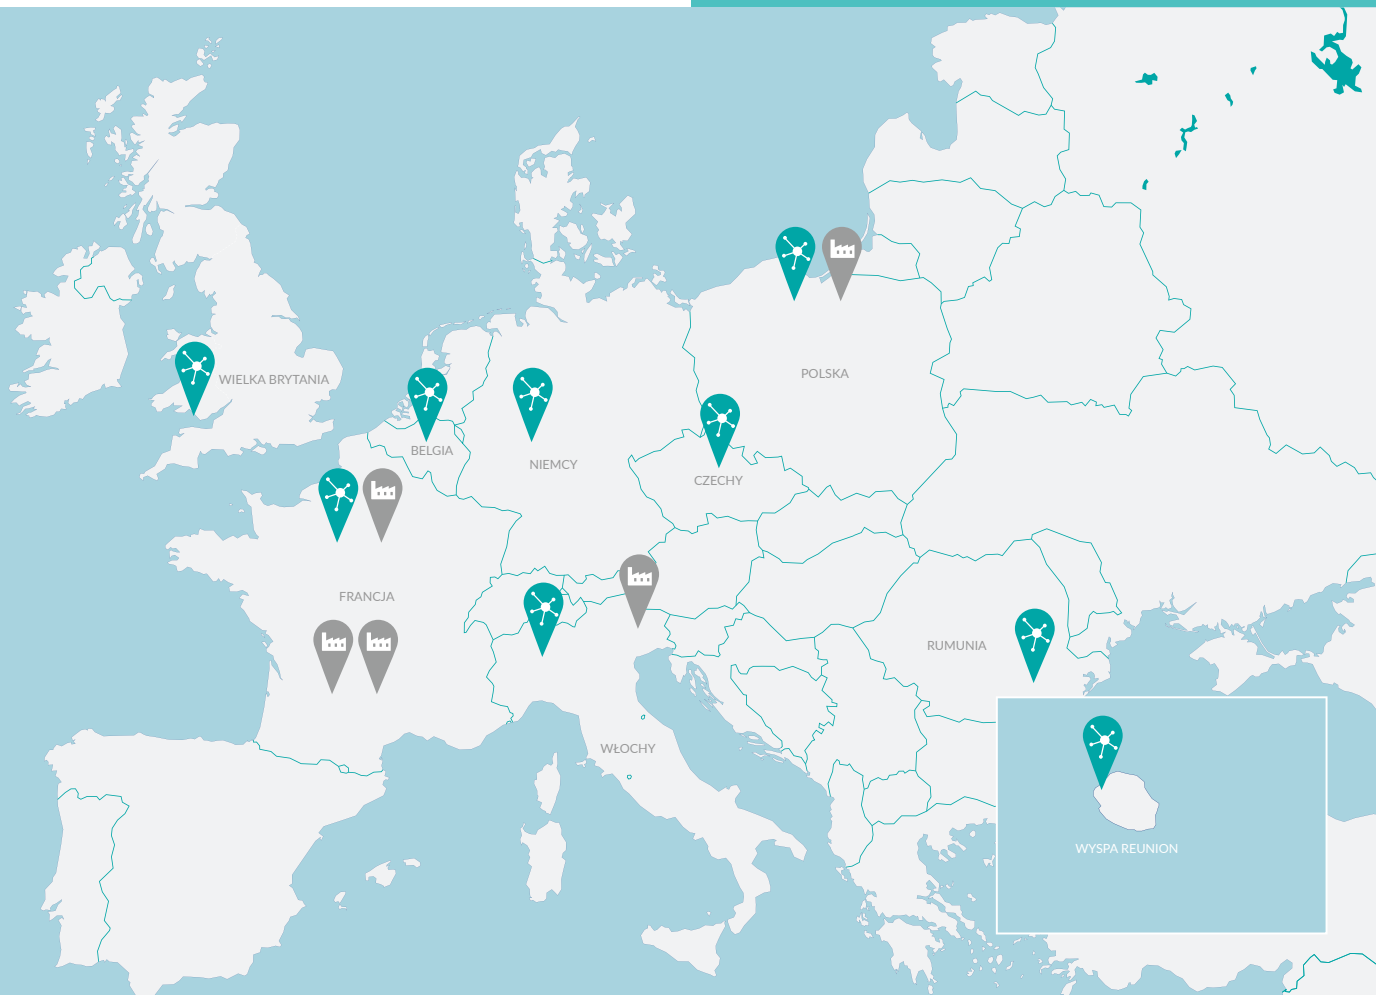 POLSKA
WIELKA BRYTANIA
BELGIA
NIEMCY
CZECHY
FRANCJA
RUMUNIA
WŁOCHY
WYSPA REUNION